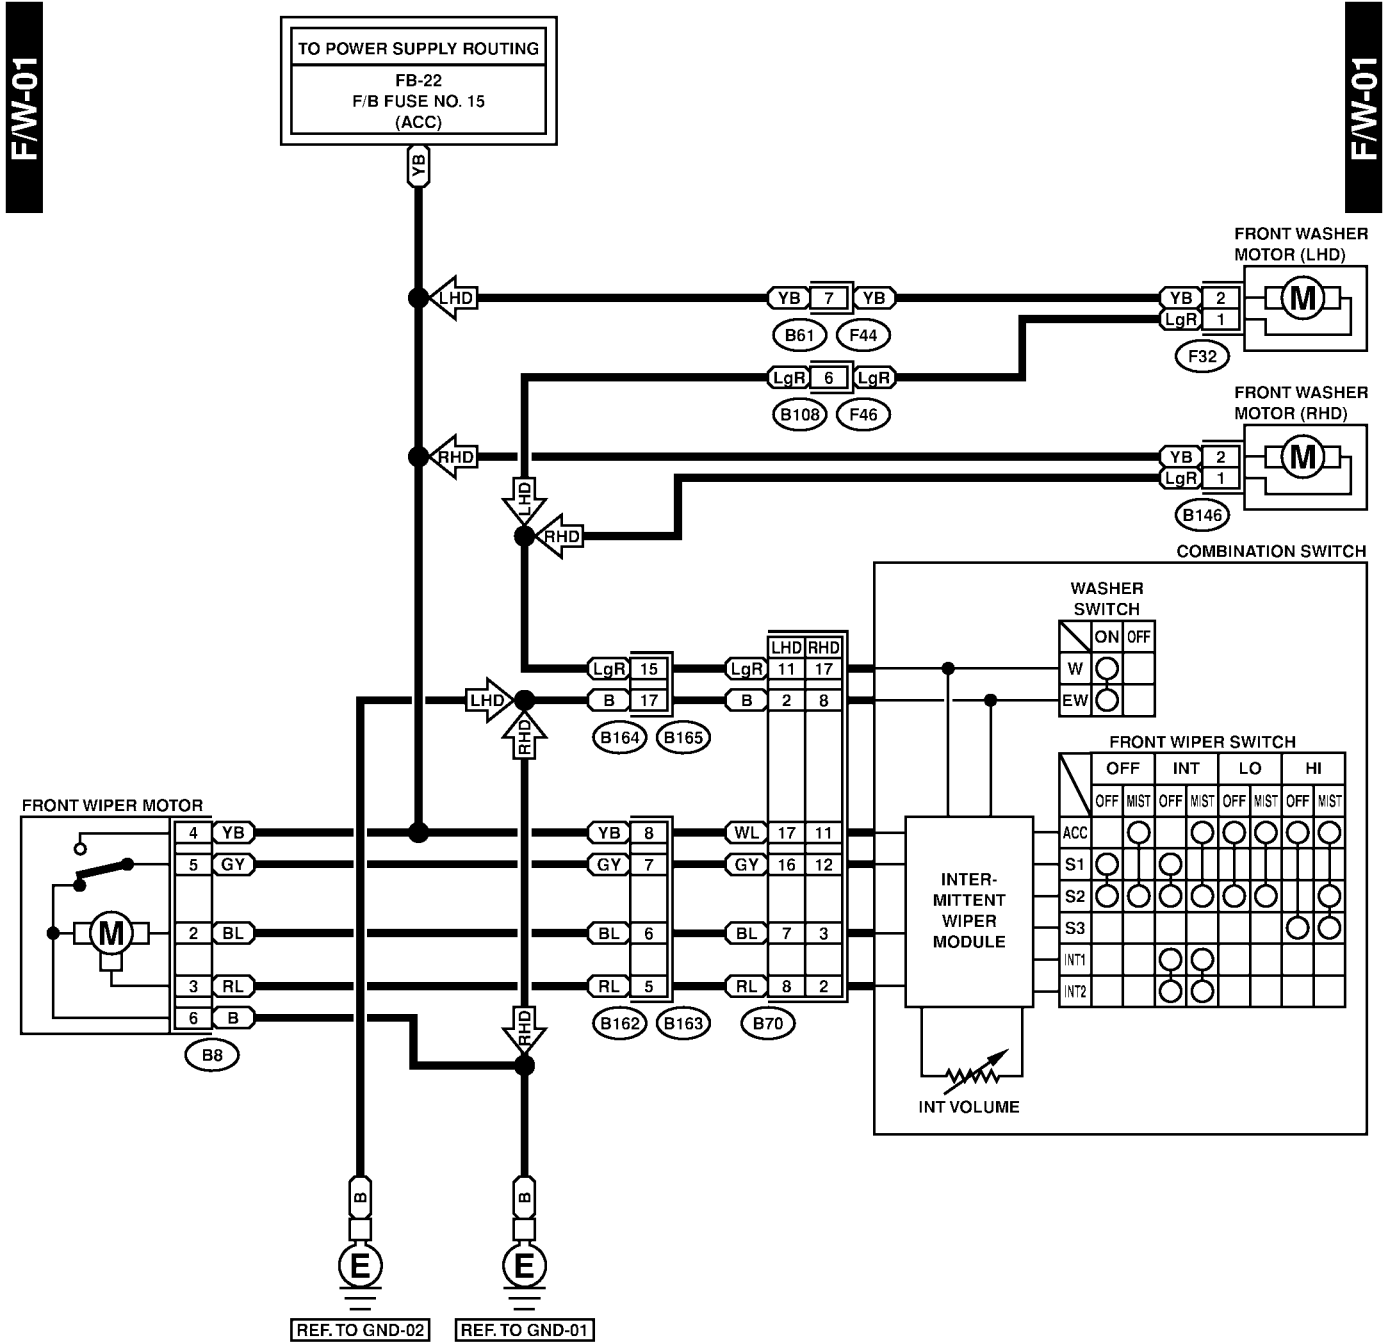 F/W-01
F/W-01
TO POWER SUPPLY ROUTING
FB-22
F/B FUSE NO. 15
(ACC)
YB
FRONT WASHER
MOTOR (LHD)
LHD
YB 7 YB
YB 2
M
LgR 1
B61 F44
F32
LgR 6 LgR
B108 F46
FRONT WASHER
MOTOR (RHD)
RHD
YB 2
M
LgR 1
LHD
B146
RHD
COMBINATION SWITCH
WASHER
SWITCH
ON OFF
LHD RHD
LgR 15 LgR 11 17
W
LHD
B 17 B 2 8
EW
RHD
B164 B165
FRONT WIPER SWITCH
OFF INT LO HI
OFF MIST OFF MIST OFF MIST OFF MIST
FRONT WIPER MOTOR
4 YB
YB 8 WL 17 11
ACC
5 GY
GY 7 GY 16 12
S1
INTER-
MITTENT
WIPER
MODULE
S2
M
2 BL
BL 6 BL 7 3
S3
INT1
3 RL
RL 5 RL 8 2
INT2
6 B
RHD
B162 B163 B70
B8
INT VOLUME
B B
E E
REF. TO GND-02 REF. TO GND-01